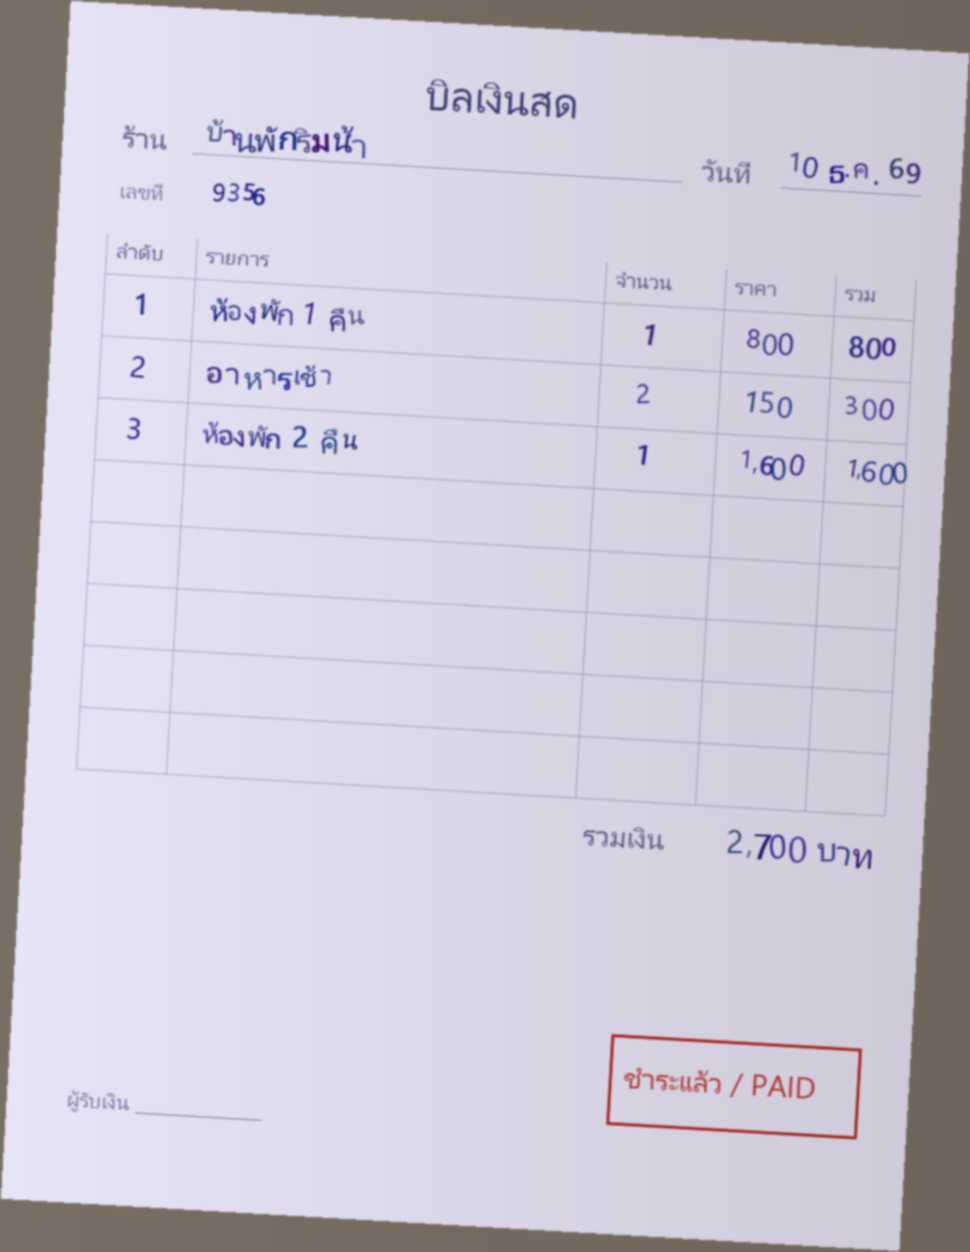 บิลเงินสด
ร้าน บ้านพักริมน้ำ วันที่ 10 ธ.ค. 69
เลขที่ 9356
ลำดับ รายการ จำนวน ราคา รวม
1 ห้องพัก 1 คืน 1 800 800
2 อาหารเช้า 2 150 300
3 ห้องพัก 2 คืน 1 1,600 1,600
รวมเงิน 2,700 บาท
ชำระแล้ว / PAID
ผู้รับเงิน